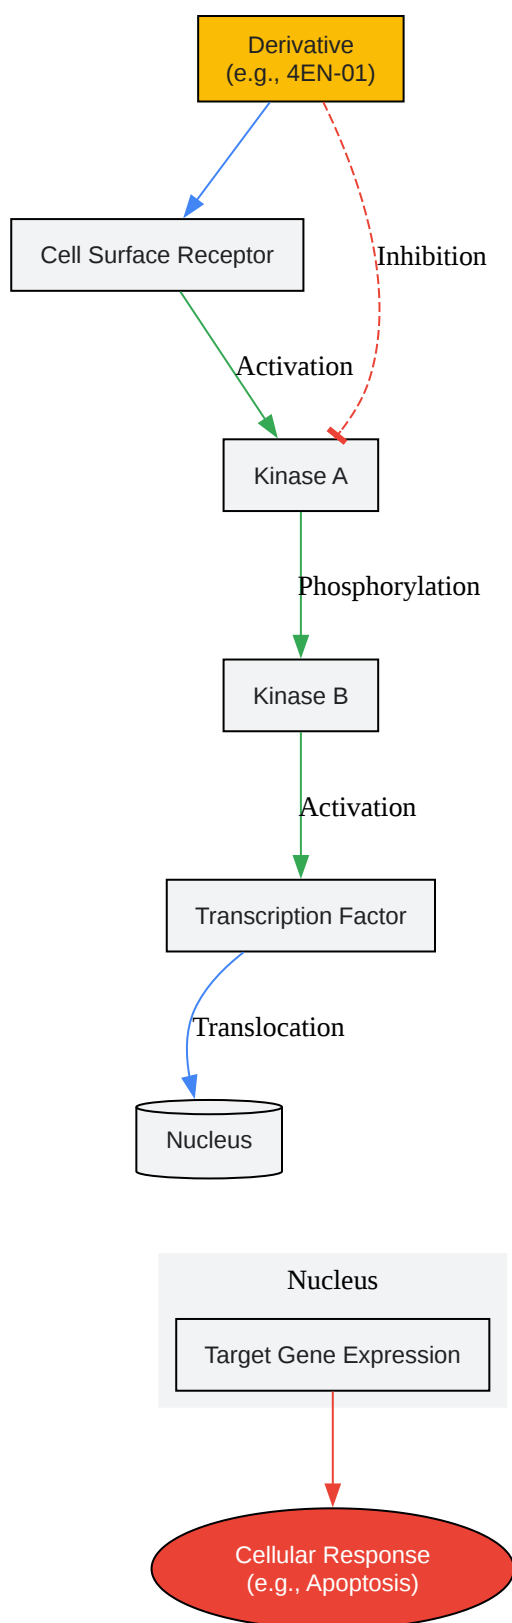 Derivative
(e.g., 4EN-01)
Cell Surface Receptor
Inhibition
Activation
Kinase A
Phosphorylation
Kinase B
Activation
Transcription Factor
Translocation
Nucleus
Nucleus
Target Gene Expression
Cellular Response
(e.g., Apoptosis)